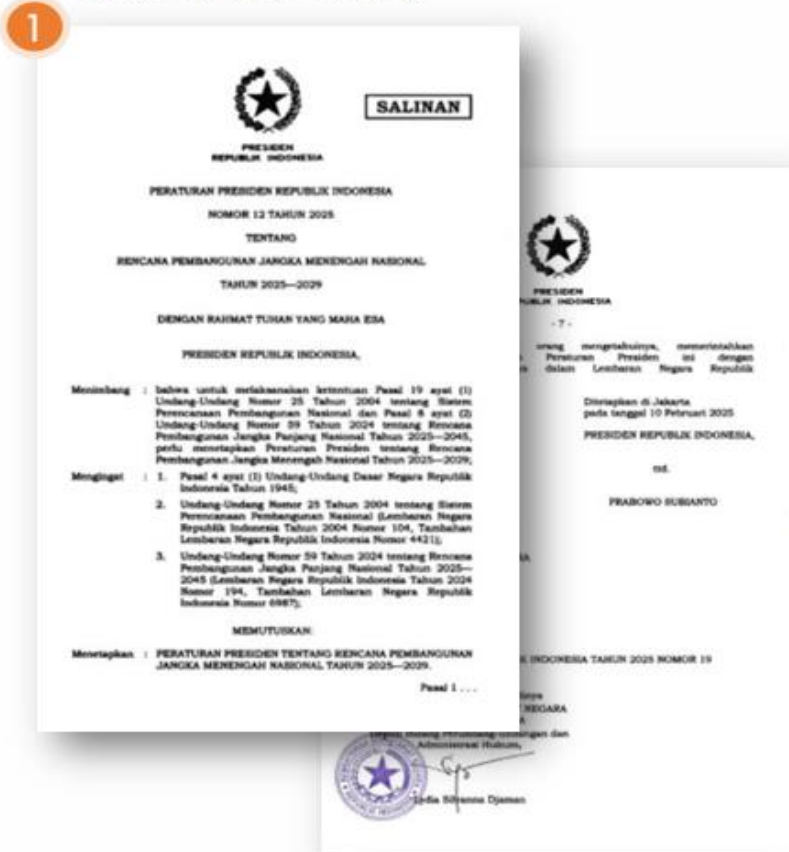 1
SALINAN
PRESIDEN
REPUBLIK INDONESIA
PERATURAN PRESIDEN REPUBLIK INDONESIA
NOMOR 12 TAHUN 2025
TENTANG
RENCANA PEMBANGUNAN JANGKA MENENGAH NASIONAL
TAHUN 2025—2029
DENGAN RAHMAT TUHAN YANG MAHA ESA
PRESIDEN REPUBLIK INDONESIA,
Menimbang : bahwa untuk melaksanakan ketentuan Pasal 19 ayat (1)
Undang-Undang Nomor 25 Tahun 2004 tentang Sistem
Perencanaan Pembangunan Nasional dan Pasal 8 ayat (2)
Undang-Undang Nomor 59 Tahun 2024 tentang Rencana
Pembangunan Jangka Panjang Nasional Tahun 2025—2045,
perlu menetapkan Peraturan Presiden tentang Rencana
Pembangunan Jangka Menengah Nasional Tahun 2025—2029;
Mengingat : 1. Pasal 4 ayat (1) Undang-Undang Dasar Negara Republik
Indonesia Tahun 1945;
2. Undang-Undang Nomor 25 Tahun 2004 tentang Sistem
Perencanaan Pembangunan Nasional (Lembaran Negara
Republik Indonesia Tahun 2004 Nomor 104, Tambahan
Lembaran Negara Republik Indonesia Nomor 4421);
3. Undang-Undang Nomor 59 Tahun 2024 tentang Rencana
Pembangunan Jangka Panjang Nasional Tahun 2025—
2045 (Lembaran Negara Republik Indonesia Tahun 2024
Nomor 194, Tambahan Lembaran Negara Republik
Indonesia Nomor 6987);
MEMUTUSKAN:
Menetapkan : PERATURAN PRESIDEN TENTANG RENCANA PEMBANGUNAN
JANGKA MENENGAH NASIONAL TAHUN 2025—2029.
Pasal 1 . . .
PRESIDEN
INDONESIA
- 7 -
orang mengetahuinya, memerintahkan
Peraturan Presiden ini dengan
dalam Lembaran Negara Republik
Ditetapkan di Jakarta
pada tanggal 10 Februari 2025
PRESIDEN REPUBLIK INDONESIA,
ttd.
PRABOWO SUBIANTO
INDONESIA TAHUN 2025 NOMOR 19
NEGARA
dan
Administrasi Hukum,
Lydia Silvanna Djaman